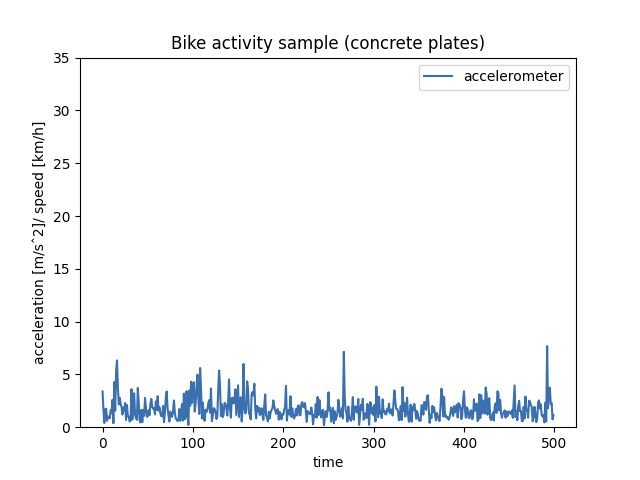 Bike activity sample (concrete plates)
accelerometer
acceleration [m/sˆ2]/ speed [km/h]
35
30
25
20
15
10
5
0
0 100 200 300 400 500
time